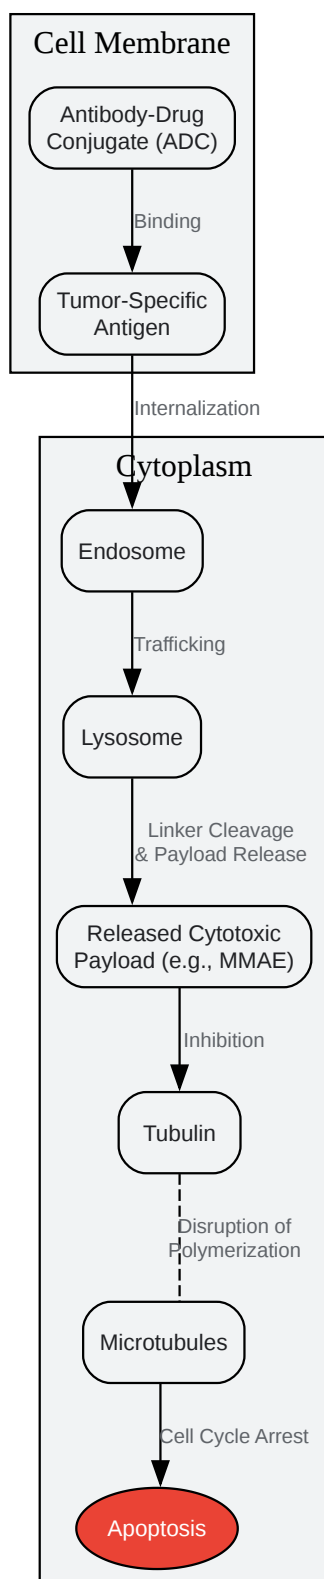 Cell Membrane
Antibody-Drug
Conjugate (ADC)
Binding
Tumor-Specific
Antigen
Internalization
Cytoplasm
Endosome
Trafficking
Lysosome
Linker Cleavage
& Payload Release
Released Cytotoxic
Payload (e.g., MMAE)
Inhibition
Tubulin
Disruption of
Polymerization
Microtubules
Cell Cycle Arrest
Apoptosis